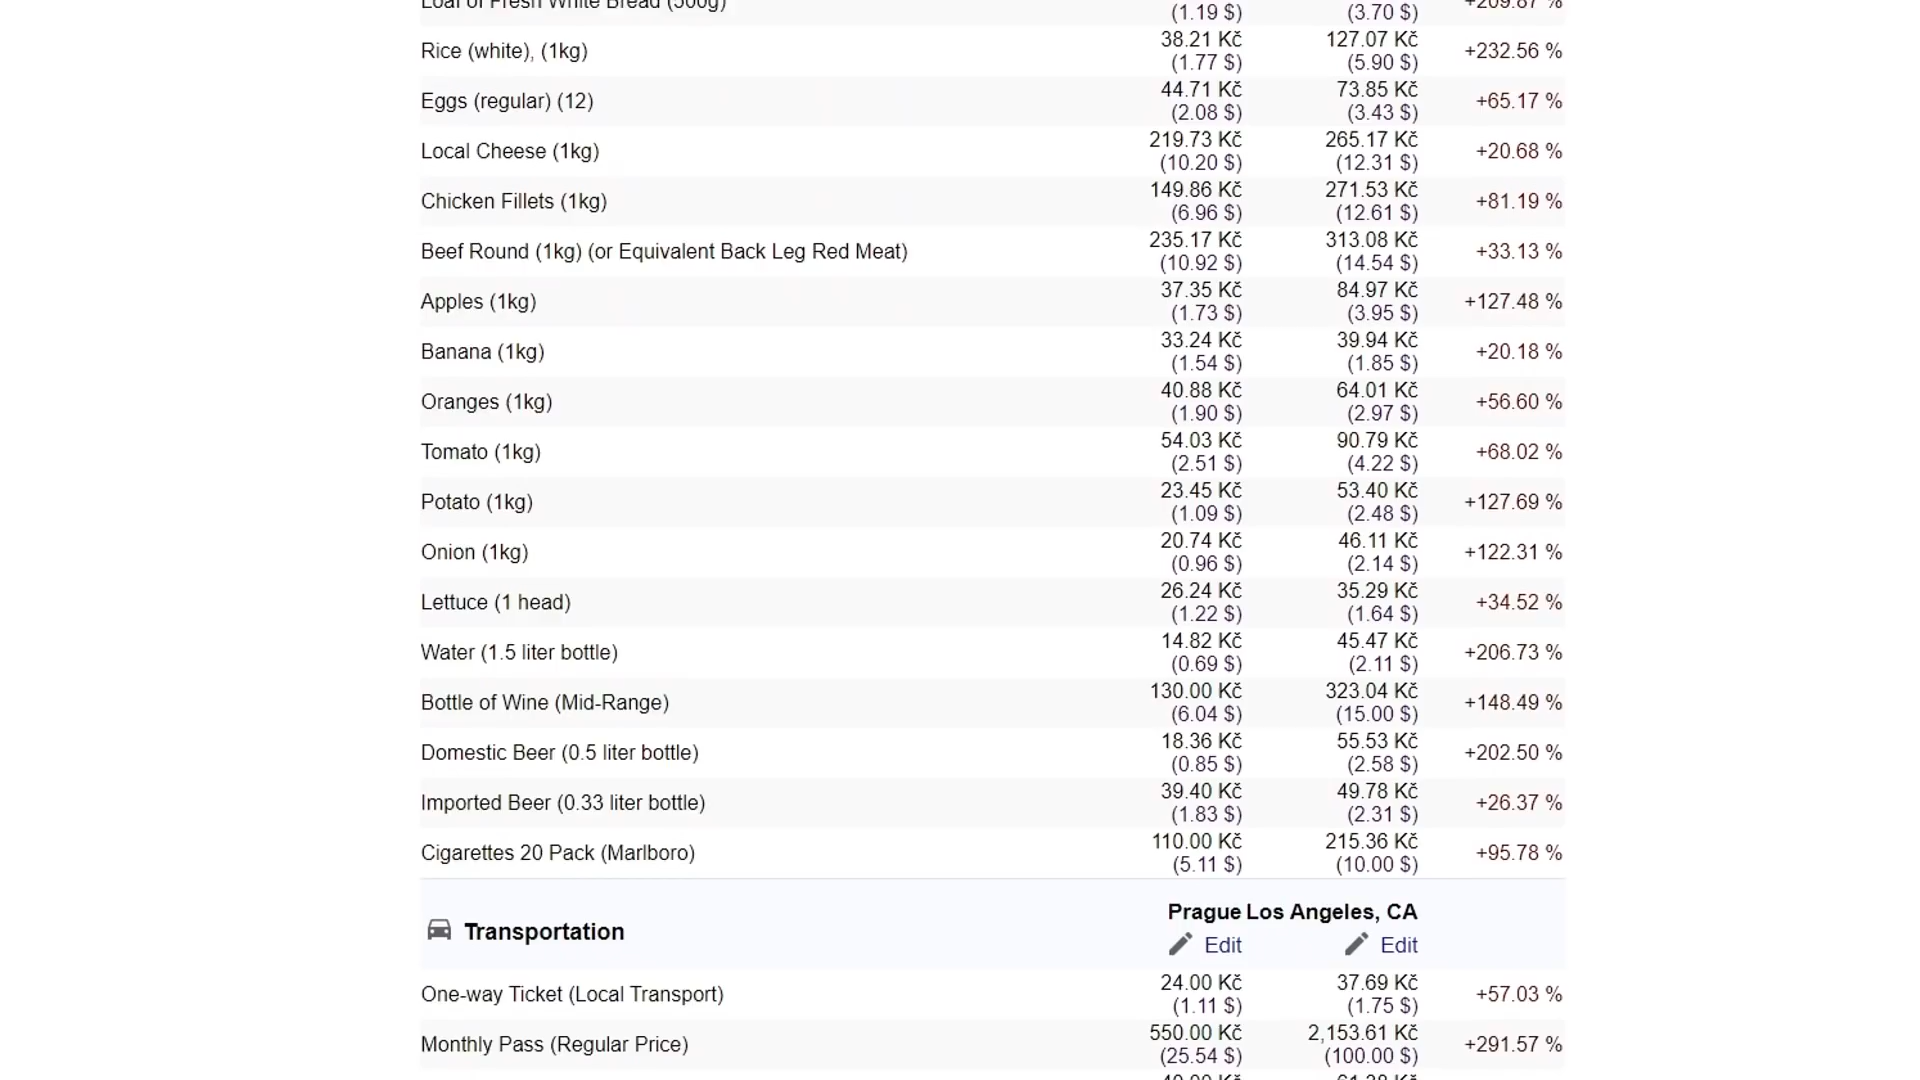 Loaf of Fresh White Bread (500g) +209.87 %
(1.19 $) (3.70 $)
38.21 Kč 127.07 Kč
Rice (white), (1kg) +232.56 %
(1.77 $) (5.90 $)
44.71 Kč 73.85 Kč
Eggs (regular) (12) +65.17 %
(2.08 $) (3.43 $)
219.73 Kč 265.17 Kč
Local Cheese (1kg) +20.68 %
(10.20 $) (12.31 $)
149.86 Kč 271.53 Kč
Chicken Fillets (1kg) +81.19 %
(6.96 $) (12.61 $)
235.17 Kč 313.08 Kč
Beef Round (1kg) (or Equivalent Back Leg Red Meat) +33.13 %
(10.92 $) (14.54 $)
37.35 Kč 84.97 Kč
Apples (1kg) +127.48 %
(1.73 $) (3.95 $)
33.24 Kč 39.94 Kč
Banana (1kg) +20.18 %
(1.54 $) (1.85 $)
40.88 Kč 64.01 Kč
Oranges (1kg) +56.60 %
(1.90 $) (2.97 $)
54.03 Kč 90.79 Kč
Tomato (1kg) +68.02 %
(2.51 $) (4.22 $)
23.45 Kč 53.40 Kč
Potato (1kg) +127.69 %
(1.09 $) (2.48 $)
20.74 Kč 46.11 Kč
Onion (1kg) +122.31 %
(0.96 $) (2.14 $)
26.24 Kč 35.29 Kč
Lettuce (1 head) +34.52 %
(1.22 $) (1.64 $)
14.82 Kč 45.47 Kč
Water (1.5 liter bottle) +206.73 %
(0.69 $) (2.11 $)
130.00 Kč 323.04 Kč
Bottle of Wine (Mid-Range) +148.49 %
(6.04 $) (15.00 $)
18.36 Kč 55.53 Kč
Domestic Beer (0.5 liter bottle) +202.50 %
(0.85 $) (2.58 $)
39.40 Kč 49.78 Kč
Imported Beer (0.33 liter bottle) +26.37 %
(1.83 $) (2.31 $)
110.00 Kč 215.36 Kč
Cigarettes 20 Pack (Marlboro) +95.78 %
(5.11 $) (10.00 $)
Prague Los Angeles, CA
Transportation
Edit Edit
24.00 Kč 37.69 Kč
One-way Ticket (Local Transport) +57.03 %
(1.11 $) (1.75 $)
550.00 Kč 2,153.61 Kč
Monthly Pass (Regular Price) +291.57 %
(25.54 $) (100.00 $)